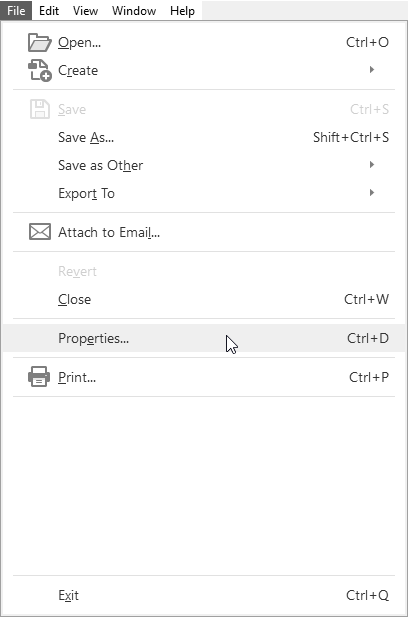 File Edit View Window Help
Open... Ctrl+O
Create
Save Ctrl+S
Save As... Shift+Ctrl+S
Save as Other
Export To
Attach to Email...
Revert
Close Ctrl+W
Properties... Ctrl+D
Print... Ctrl+P
Exit Ctrl+Q